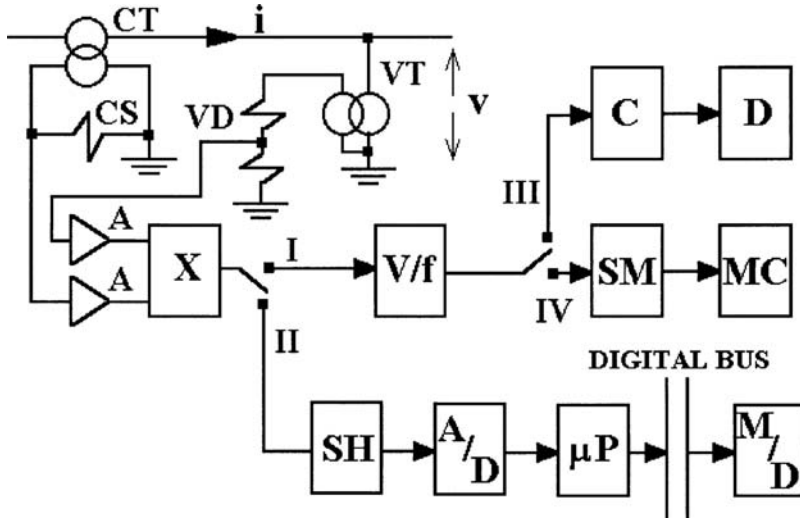 CT
i
VT
CS
VD
v
C
D
III
A
I
X
V/f
SM
MC
A
IV
II
DIGITAL BUS
SH
A/D
μP
M/D